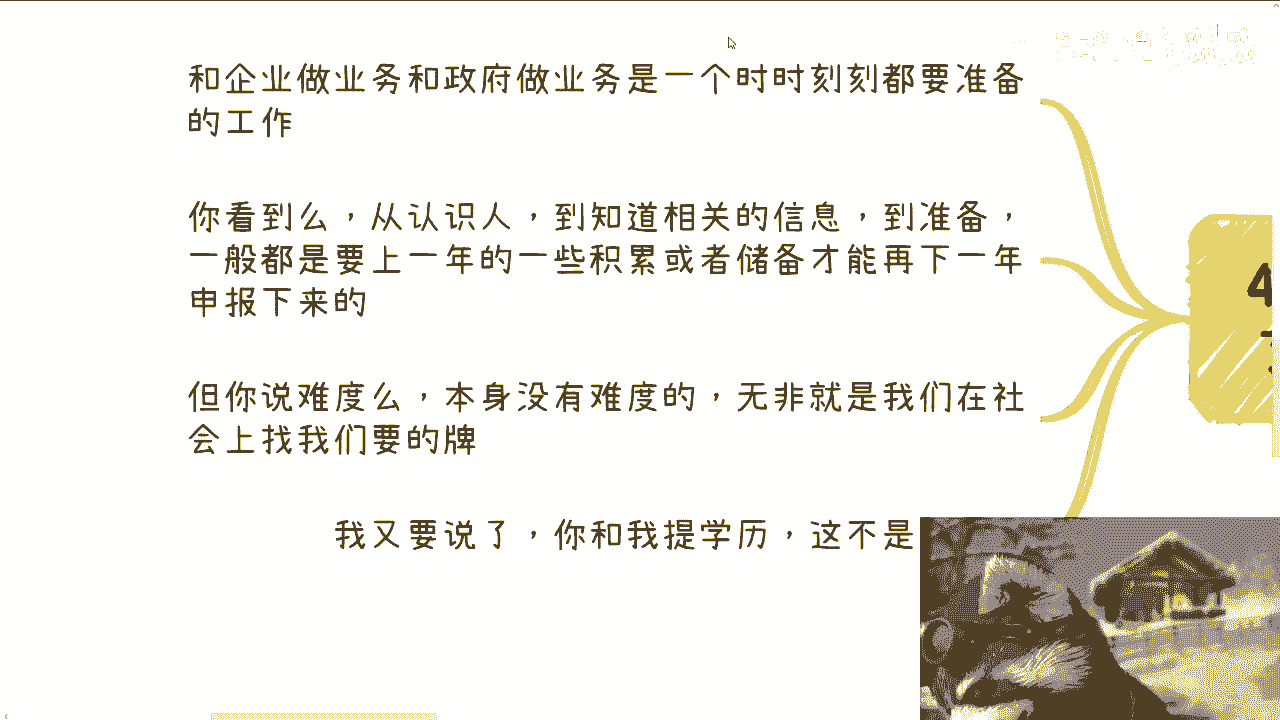 和企业做业务和政府做业务是一个时时刻刻都要准备
的工作
你看到么，从认识人，到知道相关的信息，到准备，
一般都是要上一年的一些积累或者储备才能再下一年
申报下来的
但你说难度么，本身没有难度的，无非就是我们在社
会上找我们要的牌
我又要说了，你和我提学历，这不是
4